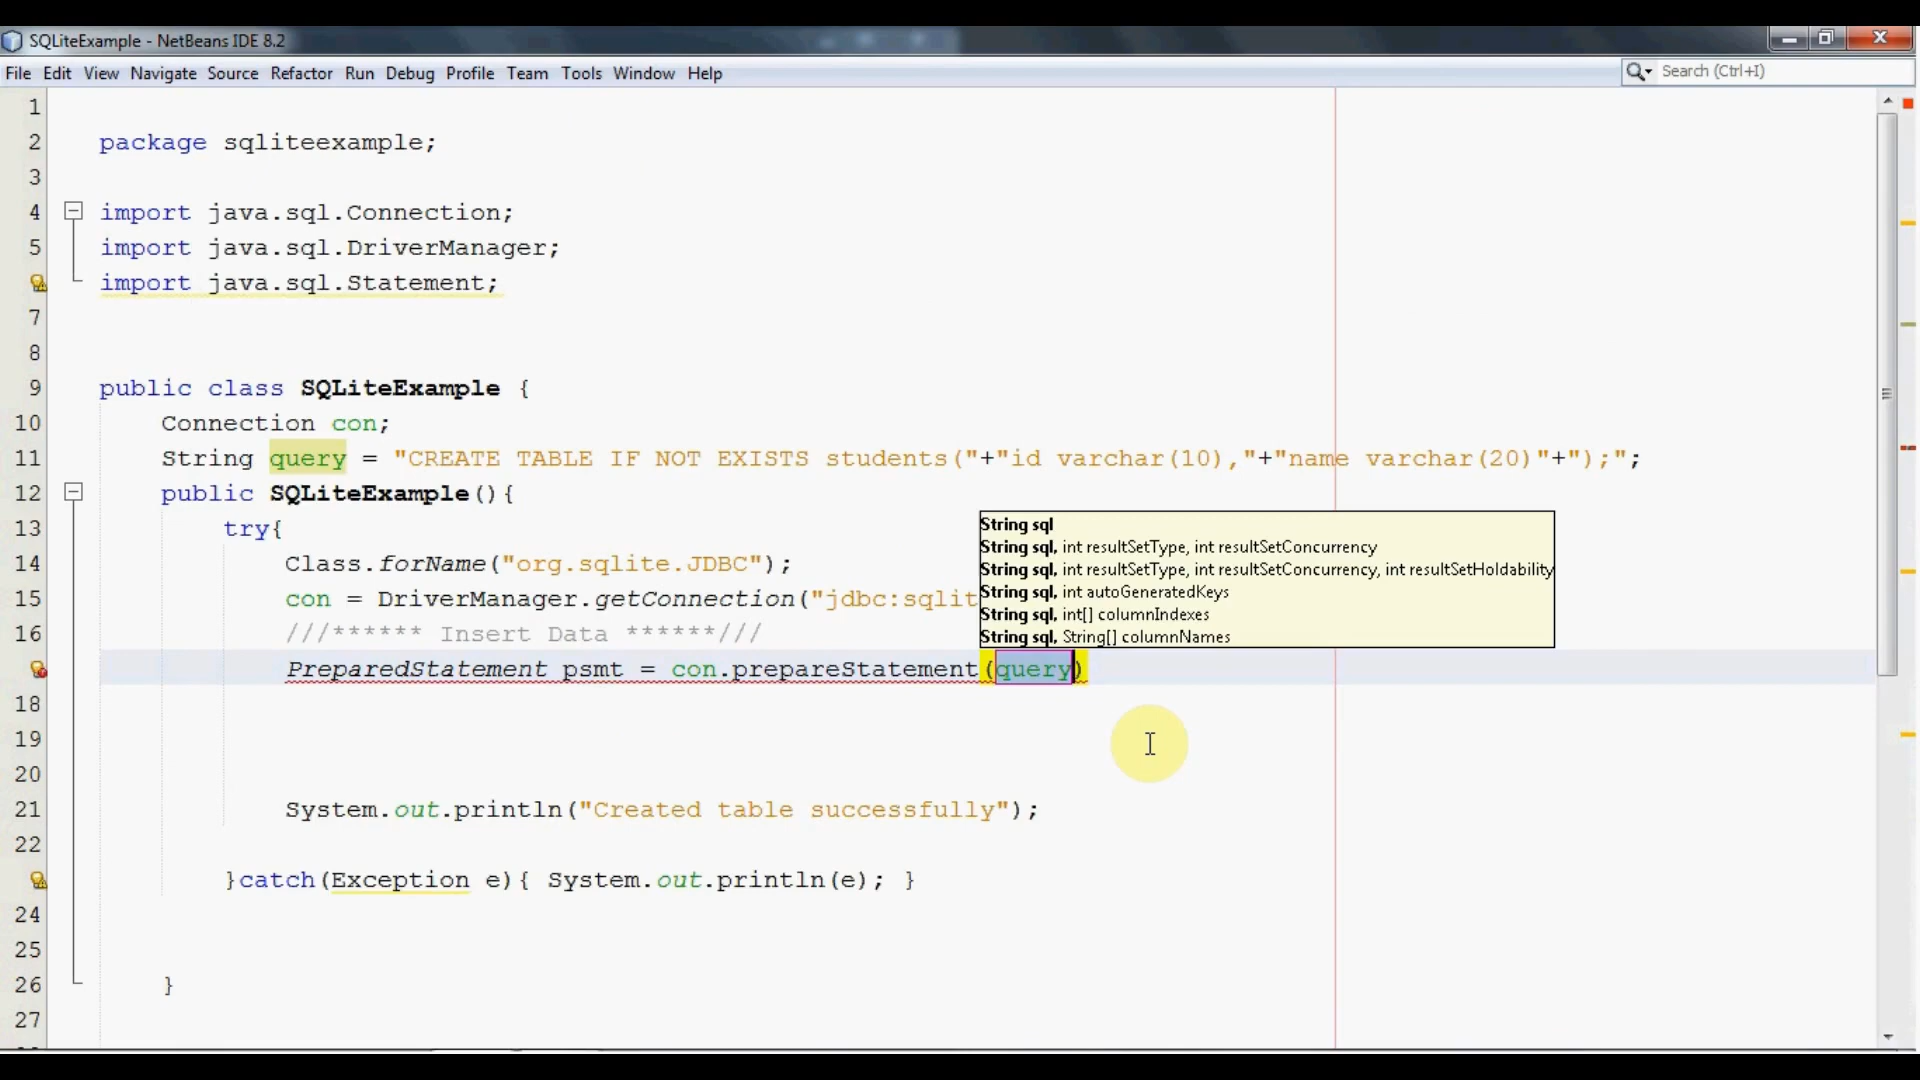 SQLiteExample - NetBeans IDE 8.2
File Edit View Navigate Source Refactor Run Debug Profile Team Tools Window Help
Search (Ctrl+I)
1
2 package sqliteexample;
3
4 import java.sql.Connection;
5 import java.sql.DriverManager;
import java.sql.Statement;
7
8
9 public class SQLiteExample {
10 Connection con;
11 String query = "CREATE TABLE IF NOT EXISTS students("+"id varchar(10),"+"name varchar(20)"+");";
12 public SQLiteExample(){
13 try{
String sql
String sql, int resultSetType, int resultSetConcurrency
String sql, int resultSetType, int resultSetConcurrency, int resultSetHoldability
String sql, int autoGeneratedKeys
String sql, int[] columnIndexes
String sql, String[] columnNames
14 Class.forName("org.sqlite.JDBC");
15 con = DriverManager.getConnection("jdbc:sqlit
16 ///****** Insert Data ******///
PreparedStatement psmt = con.prepareStatement(query)
18
19
20
21 System.out.println("Created table successfully");
22
}catch(Exception e){ System.out.println(e); }
24
25
26 }
27